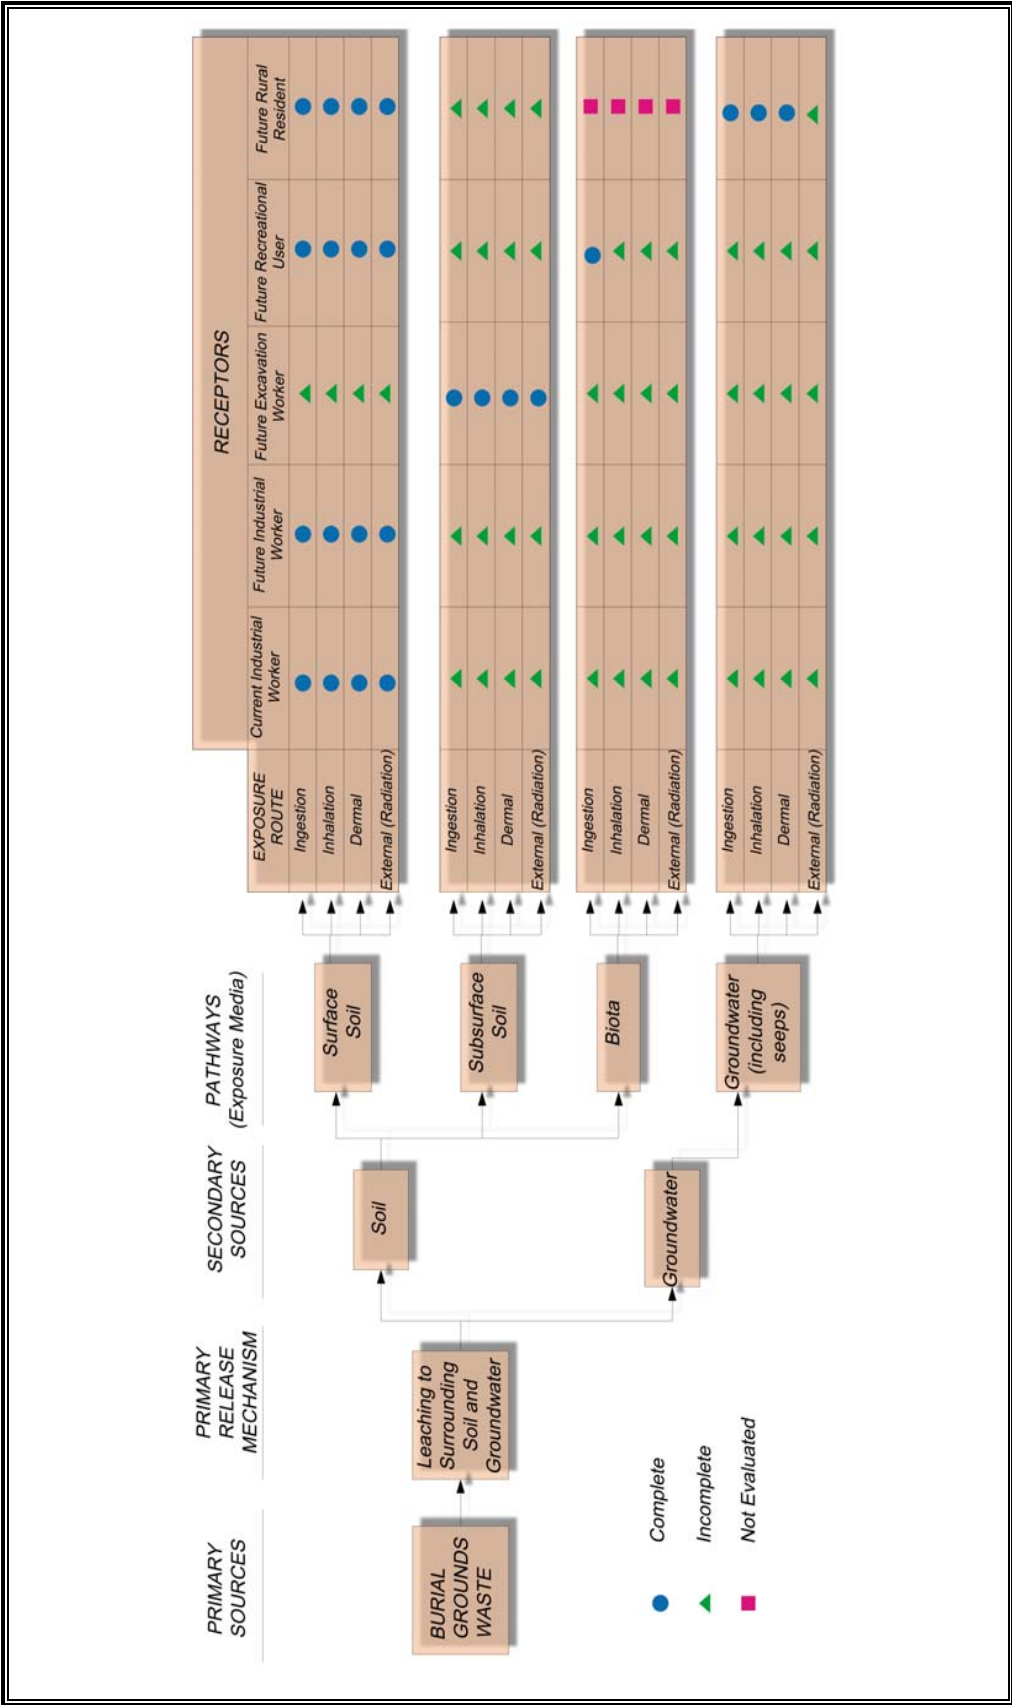 PRIMARY
SOURCES
PRIMARY
RELEASE
MECHANISM
SECONDARY
SOURCES
PATHWAYS
(Exposure Media)
RECEPTORS
EXPOSURE
ROUTE
Current Industrial
Worker
Future Industrial
Worker
Future Excavation
Worker
Future Recreational
User
Future Rural
Resident
BURIAL
GROUNDS
WASTE
Leaching to
Surrounding
Soil and
Groundwater
Soil
Groundwater
Surface
Soil
Ingestion
Inhalation
Dermal
External (Radiation)
Subsurface
Soil
Ingestion
Inhalation
Dermal
External (Radiation)
Biota
Ingestion
Inhalation
Dermal
External (Radiation)
Groundwater
(including
seeps)
Ingestion
Inhalation
Dermal
External (Radiation)
Complete
Incomplete
Not Evaluated